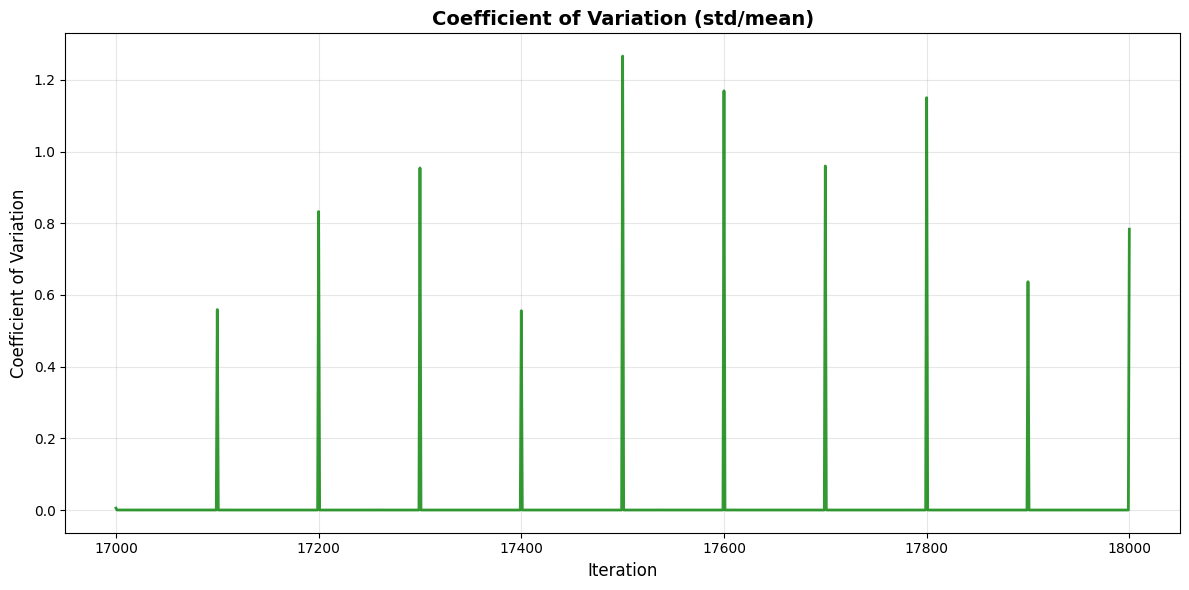 Coefficient of Variation (std/mean)
Coefficient of Variation
1.2
1.0
0.8
0.6
0.4
0.2
0.0
17000 17200 17400 17600 17800 18000
Iteration